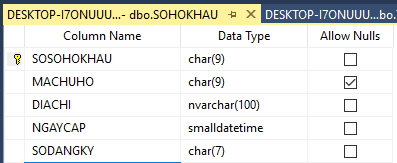 DESKTOP-I7ONUUU...- dbo.SOHOKHAU DESKTOP-I7ONUUU...bo.
Column Name Data Type Allow Nulls
SOSOHOKHAU char(9)
MACHUHO char(9)
DIACHI nvarchar(100)
NGAYCAP smalldatetime
SODANGKY char(7)